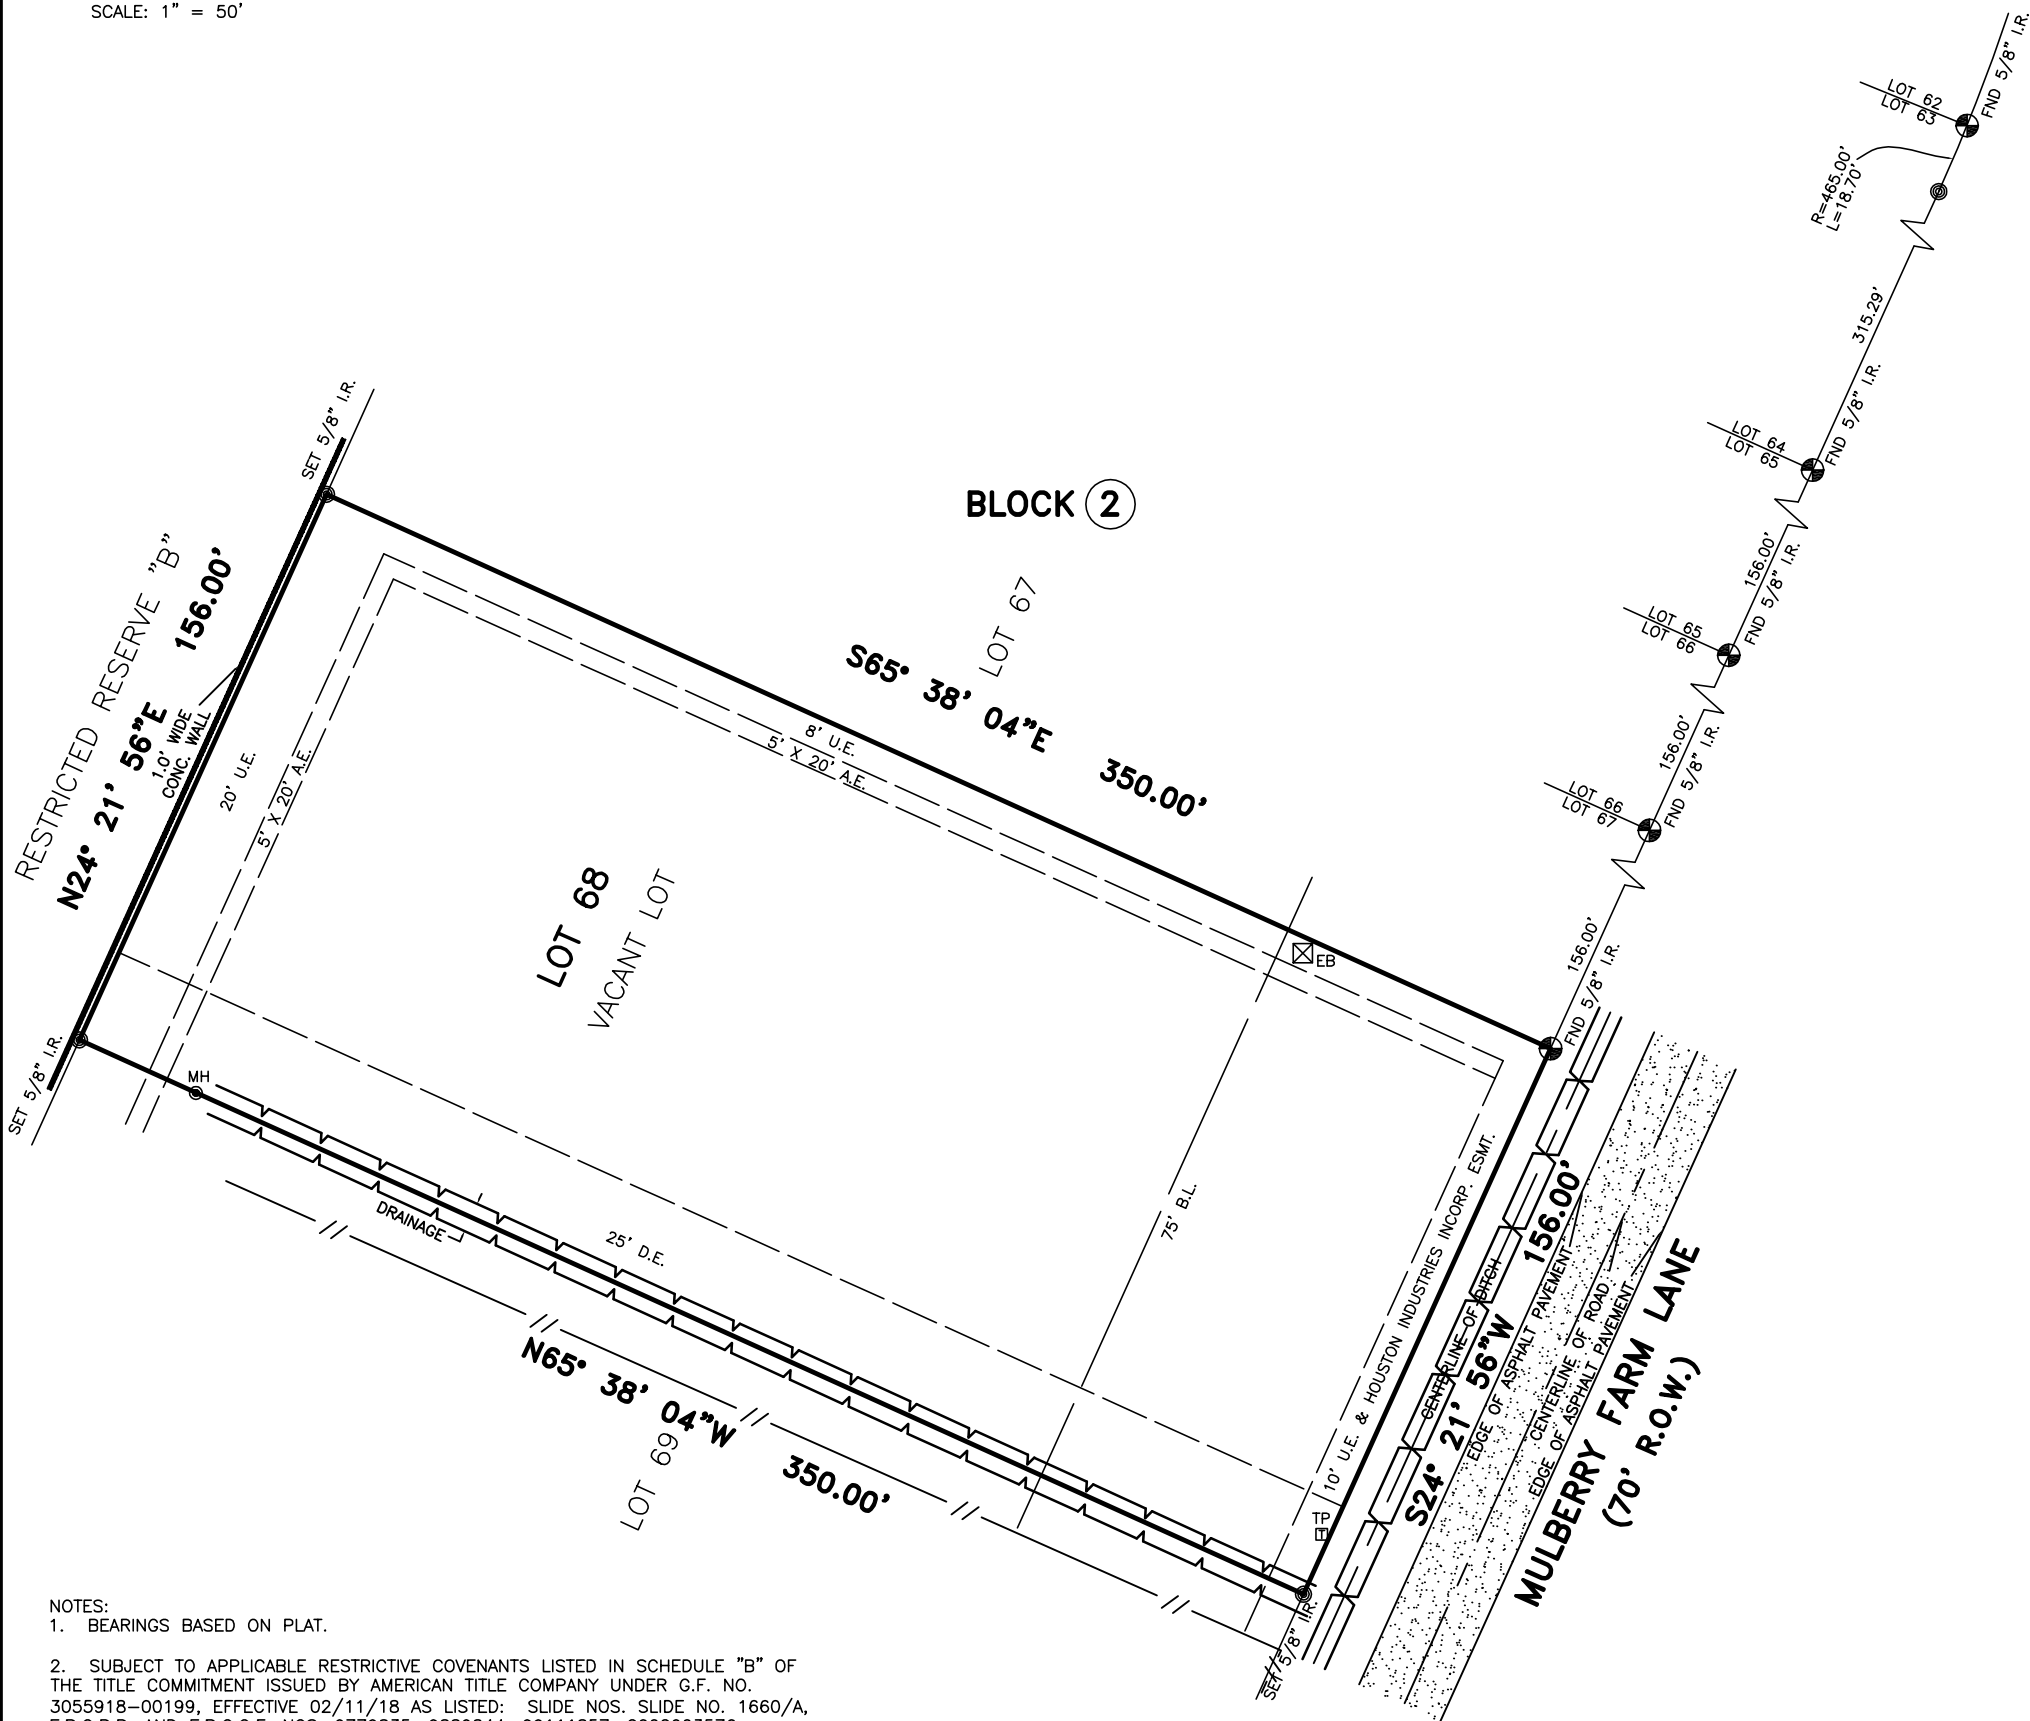 SCALE: 1" = 50'
LOT 62
LOT 63
FND 5/8" I.R.
R=465.00'
L=18.70'
315.29'
LOT 64
LOT 65
FND 5/8" I.R.
156.00'
LOT 65
LOT 66
FND 5/8" I.R.
156.00'
LOT 66
LOT 67
FND 5/8" I.R.
156.00'
FND 5/8" I.R.
BLOCK 2
LOT 67
S65° 38' 04"E 350.00'
SET 5/8" I.R.
RESTRICTED RESERVE "B"
N24° 21' 56"E 156.00'
1.0' WIDE
CONC. WALL
20' U.E.
5' X 20' A.E.
8' U.E.
5' X 20' A.E.
LOT 68
VACANT LOT
EB
SET 5/8" I.R.
MH
DRAINAGE
25' D.E.
75' B.L.
10' U.E. & HOUSTON INDUSTRIES INCORP. ESMT.
TP
T
SET 5/8" I.R.
N65° 38' 04"W 350.00'
LOT 69
CENTERLINE OF DITCH
S24° 21' 56"W 156.00'
EDGE OF ASPHALT PAVEMENT
CENTERLINE OF ROAD
EDGE OF ASPHALT PAVEMENT
MULBERRY FARM LANE
(70' R.O.W.)
NOTES:
1. BEARINGS BASED ON PLAT.
2. SUBJECT TO APPLICABLE RESTRICTIVE COVENANTS LISTED IN SCHEDULE "B" OF
THE TITLE COMMITMENT ISSUED BY AMERICAN TITLE COMPANY UNDER G.F. NO.
3055918-00199, EFFECTIVE 02/11/18 AS LISTED: SLIDE NOS. SLIDE NO. 1660/A,